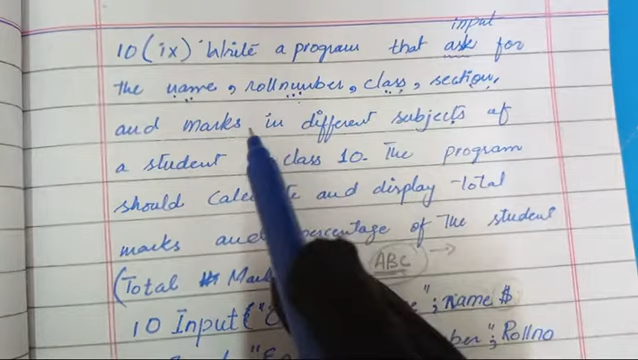 input
10 (ix) Write a program that ask for
the name, rollnumber, class, section,
and marks in different subjects of
a student class 10. The program
should and display total
marks and percentage of the student
(Total ABC →
10 Input ("E "; name $
"; Rollno